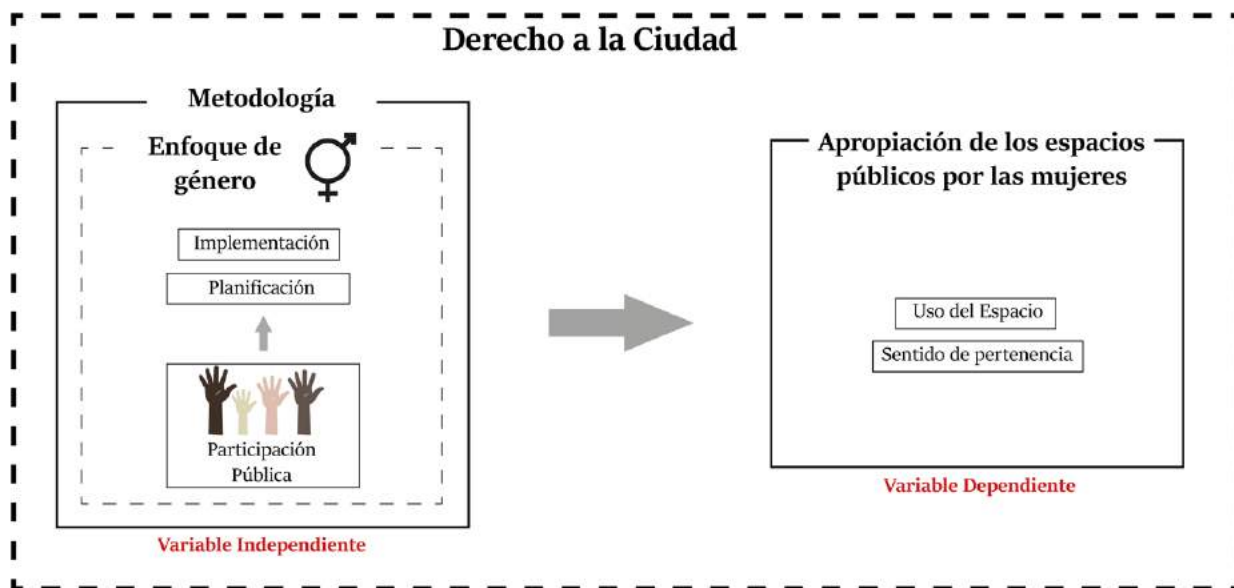 Derecho a la Ciudad
Metodología
Enfoque de
género
Implementación
Planificación
Participación
Pública
Variable Independiente
Apropiación de los espacios
públicos por las mujeres
Uso del Espacio
Sentido de pertenencia
Variable Dependiente